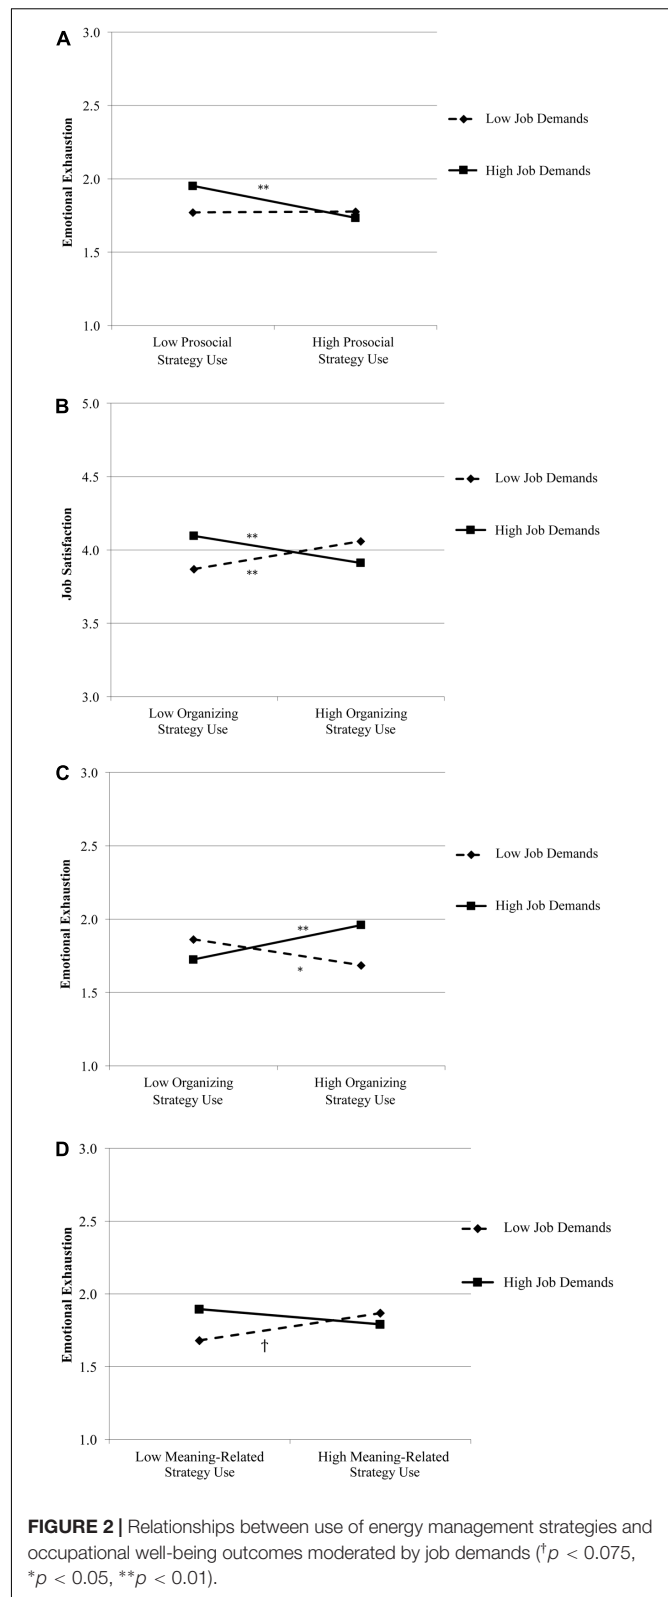 A
3.0
2.5
2.0
1.5
1.0
Emotional Exhaustion
**
Low Prosocial
Strategy Use
High Prosocial
Strategy Use
Low Job Demands
High Job Demands
B
5.0
4.5
4.0
3.5
3.0
Job Satisfaction
**
**
Low Organizing
Strategy Use
High Organizing
Strategy Use
Low Job Demands
High Job Demands
C
3.0
2.5
2.0
1.5
1.0
Emotional Exhaustion
**
*
Low Organizing
Strategy Use
High Organizing
Strategy Use
Low Job Demands
High Job Demands
D
3.0
2.5
2.0
1.5
1.0
Emotional Exhaustion
†
Low Meaning-Related
Strategy Use
High Meaning-Related
Strategy Use
Low Job Demands
High Job Demands
FIGURE 2 | Relationships between use of energy management strategies and
occupational well-being outcomes moderated by job demands (†p < 0.075,
*p < 0.05, **p < 0.01).